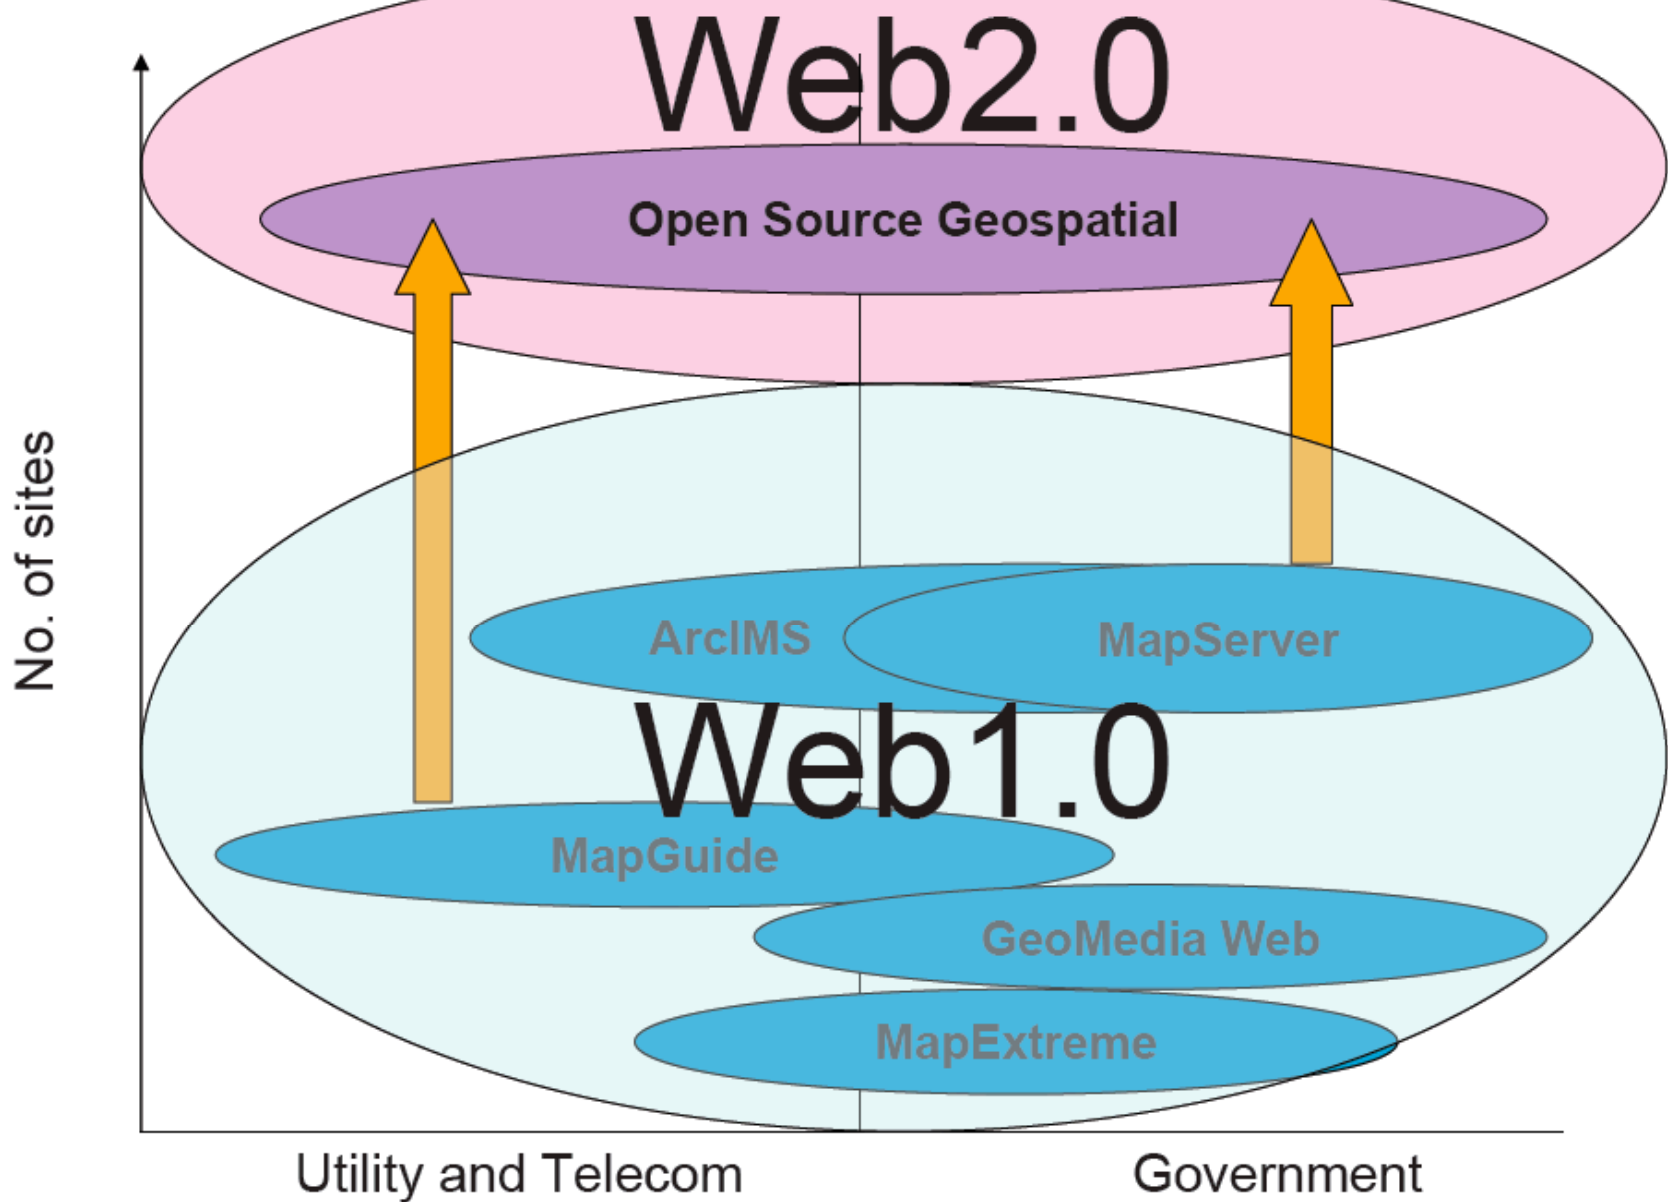 Web2.0
Open Source Geospatial
No. of sites
ArcIMS
MapServer
Web1.0
MapGuide
GeoMedia Web
MapExtreme
Utility and Telecom
Government